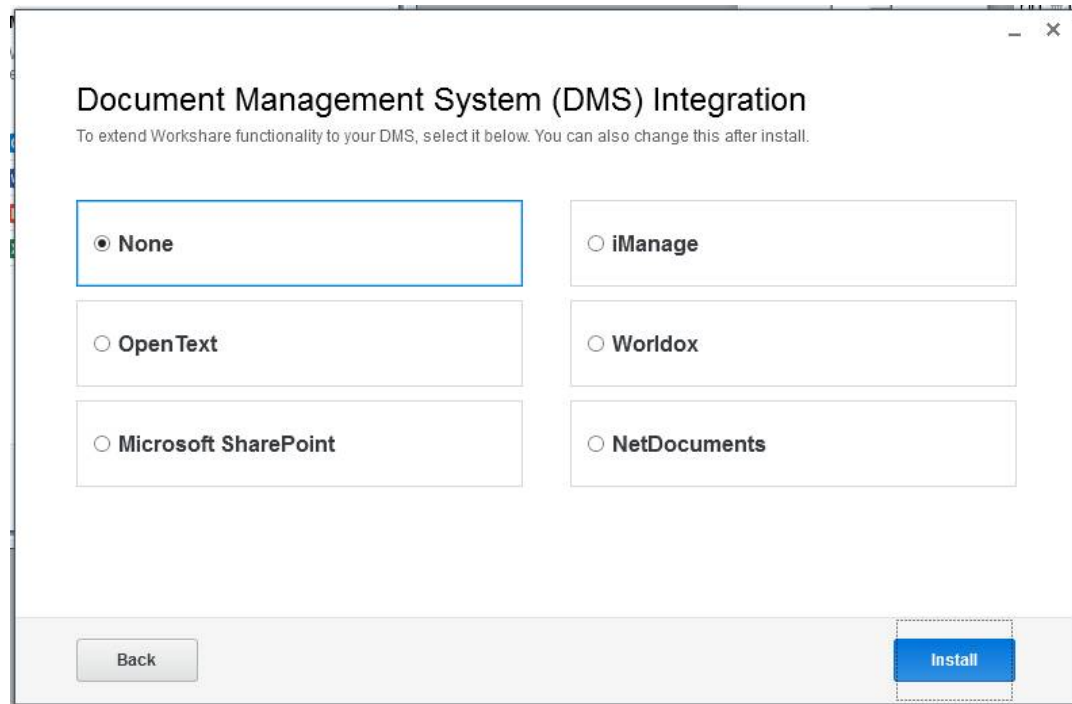 Document Management System (DMS) Integration
To extend Workshare functionality to your DMS, select it below. You can also change this after install.
None
iManage
OpenText
Worldox
Microsoft SharePoint
NetDocuments
Back
Install